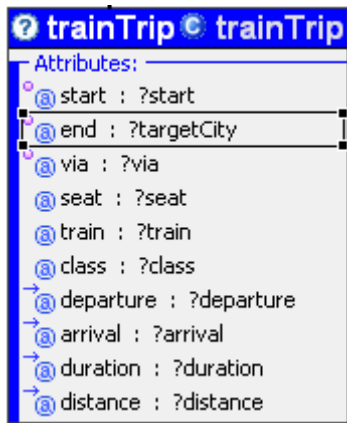 trainTrip © trainTrip
Attributes:
@ start : ?start
@ end : ?targetCity
@ via : ?via
@ seat : ?seat
@ train : ?train
@ class : ?class
@ departure : ?departure
@ arrival : ?arrival
@ duration : ?duration
@ distance : ?distance